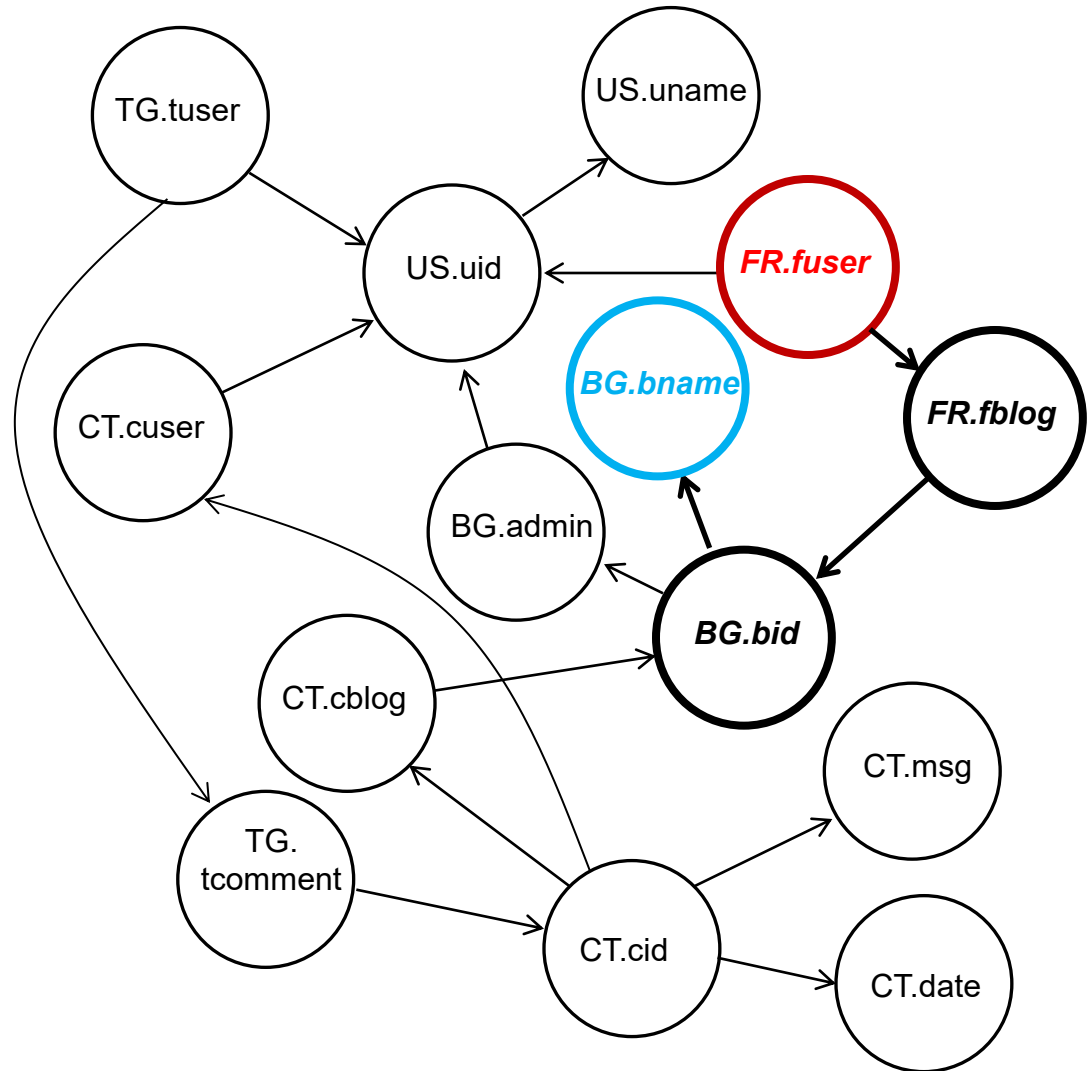 US.uname
TG.tuser
FR.fuser
US.uid
BG.bname
FR.fblog
CT.cuser
BG.admin
BG.bid
CT.cblog
CT.msg
TG.
tcomment
CT.cid
CT.date